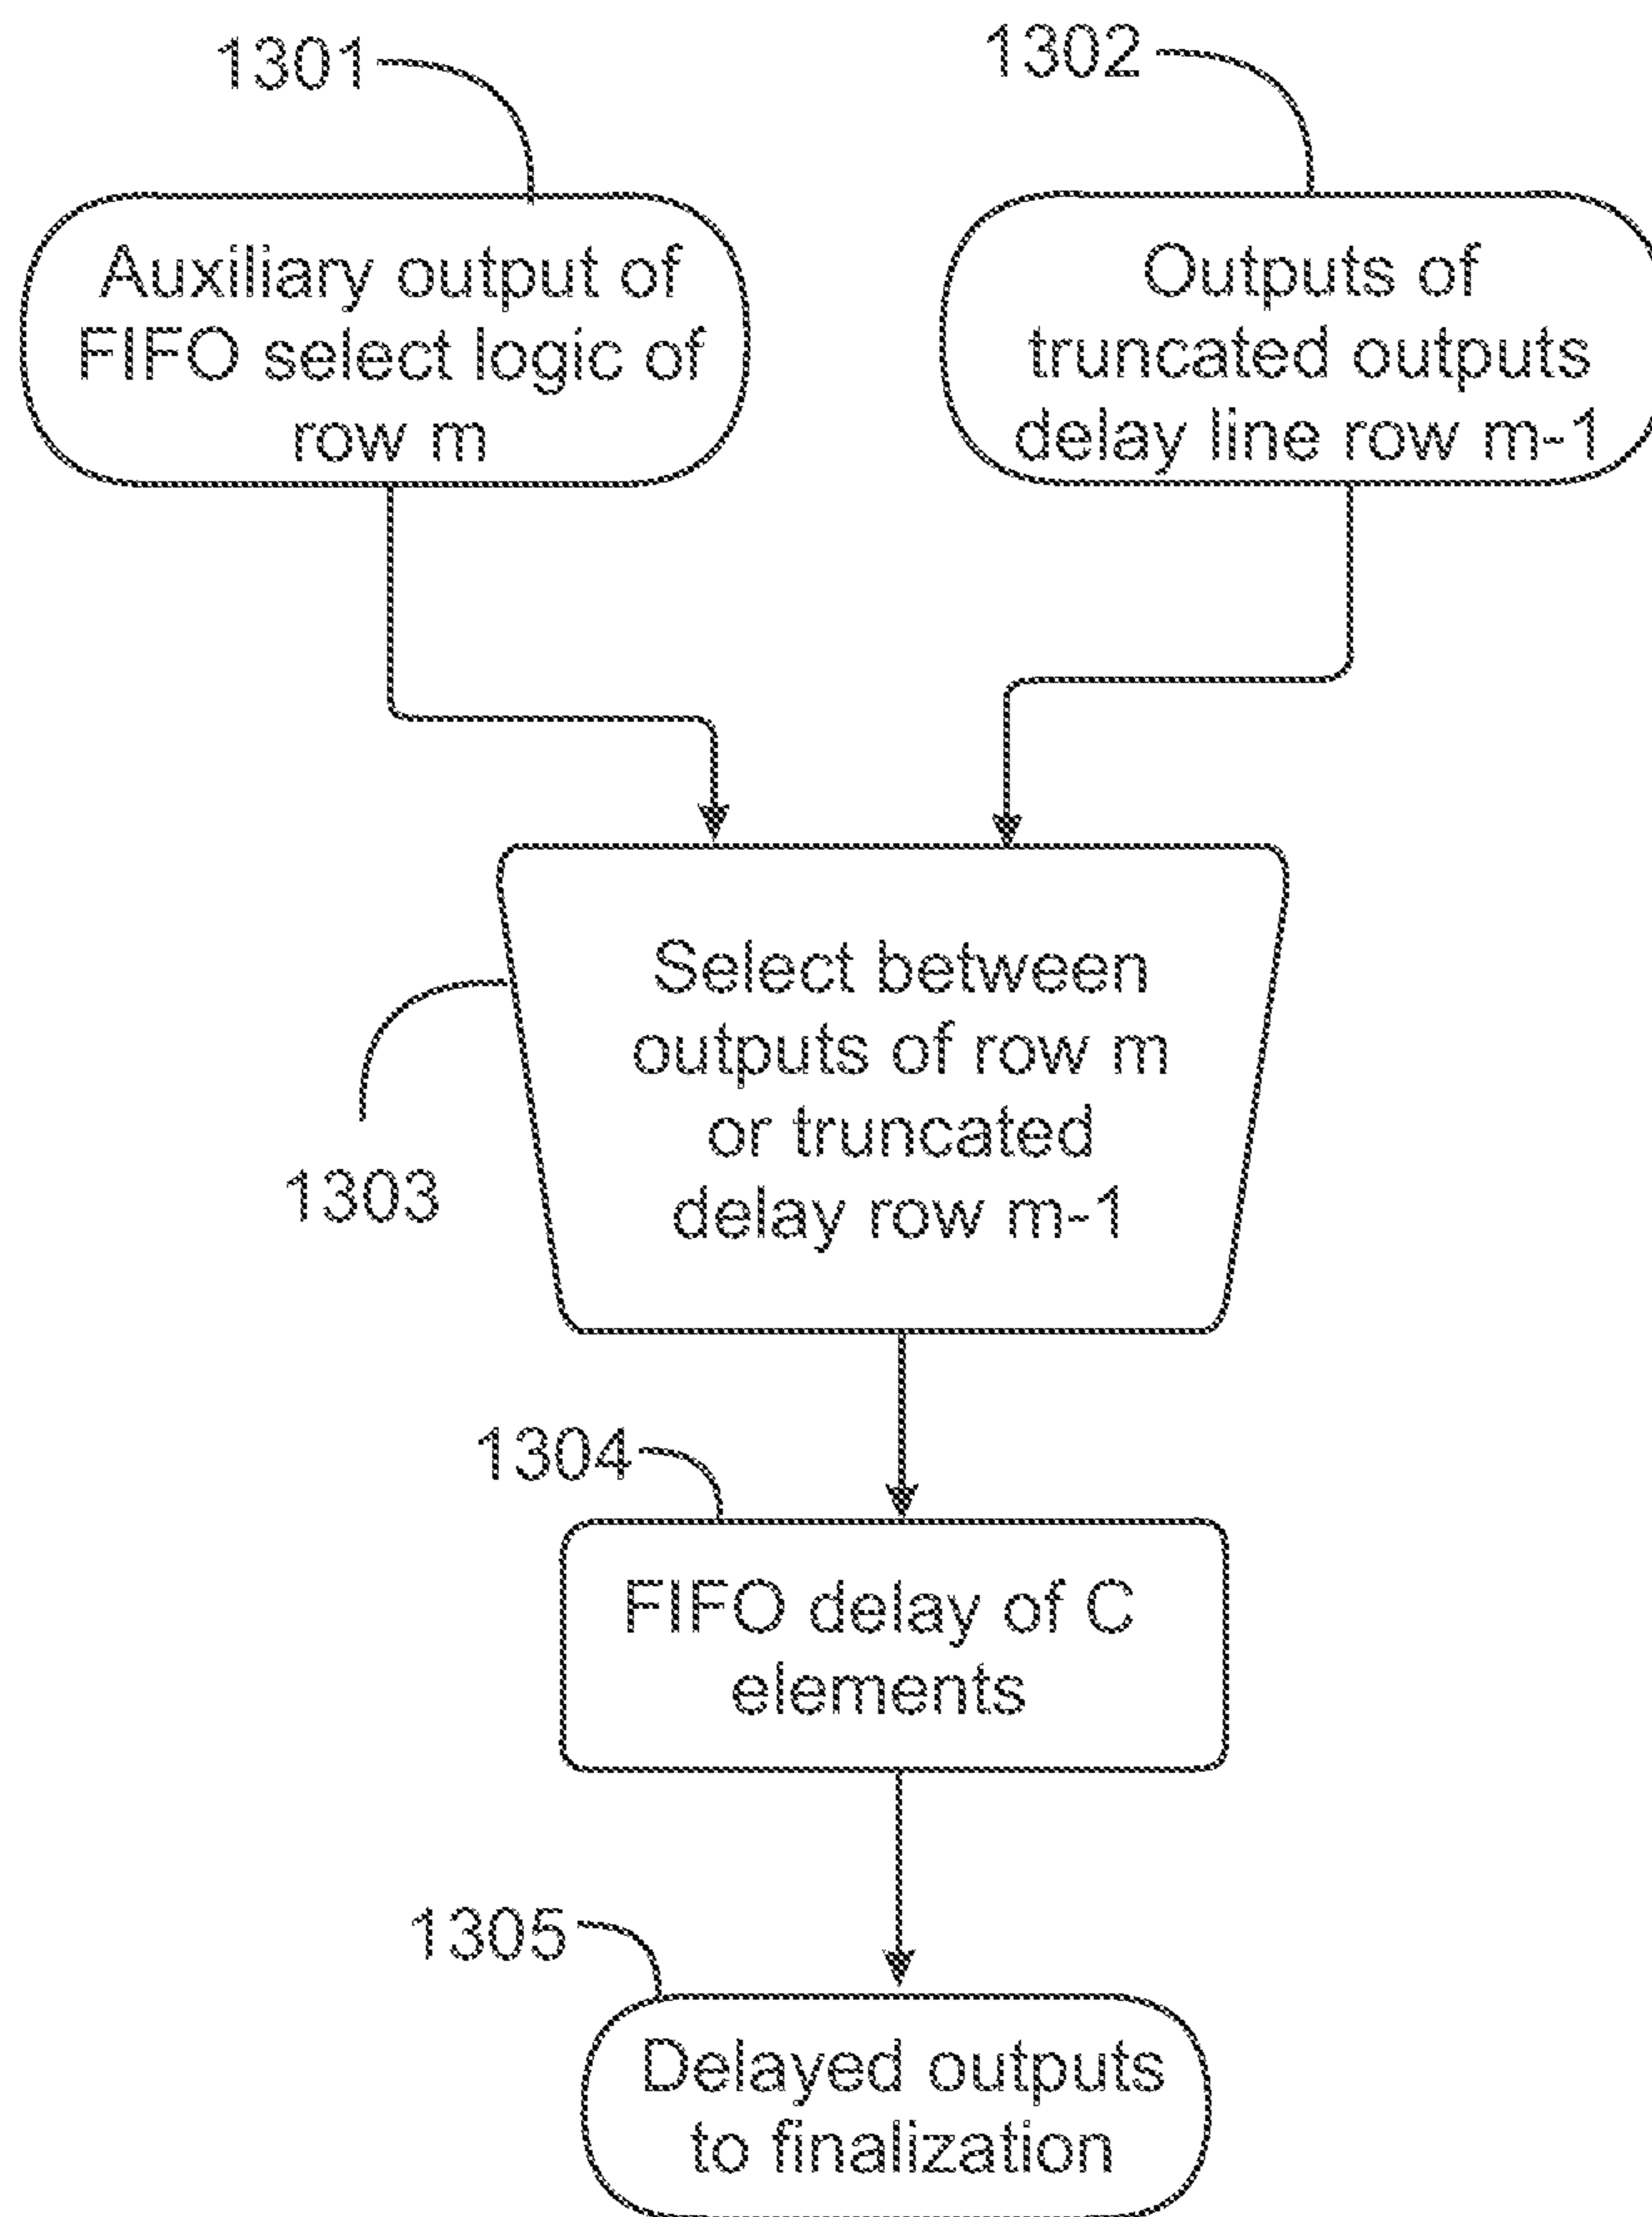 1301
1302
Auxiliary output of
FIFO select logic of
row m
Outputs of
truncated outputs
delay line row m-1
Select between
outputs of row m
or truncated
delay row m-1
1303
1304
FIFO delay of C
elements
1305
Delayed outputs
to finalization